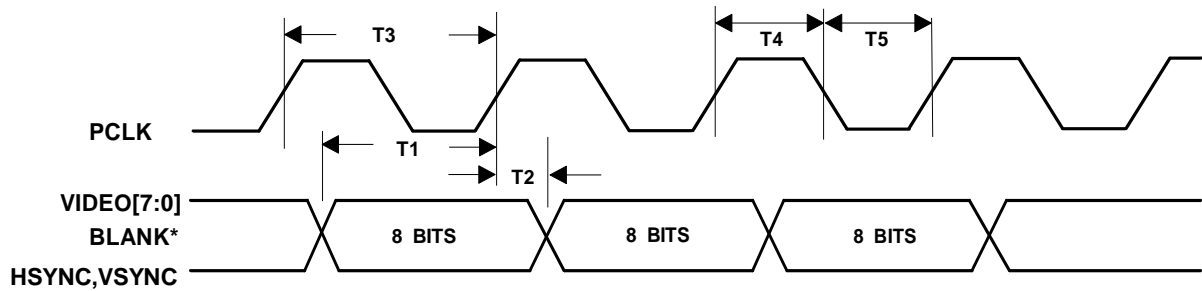 T3
T4
T5
PCLK
T1
T2
VIDEO[7:0]
BLANK*
8 BITS
8 BITS
8 BITS
HSYNC,VSYNC